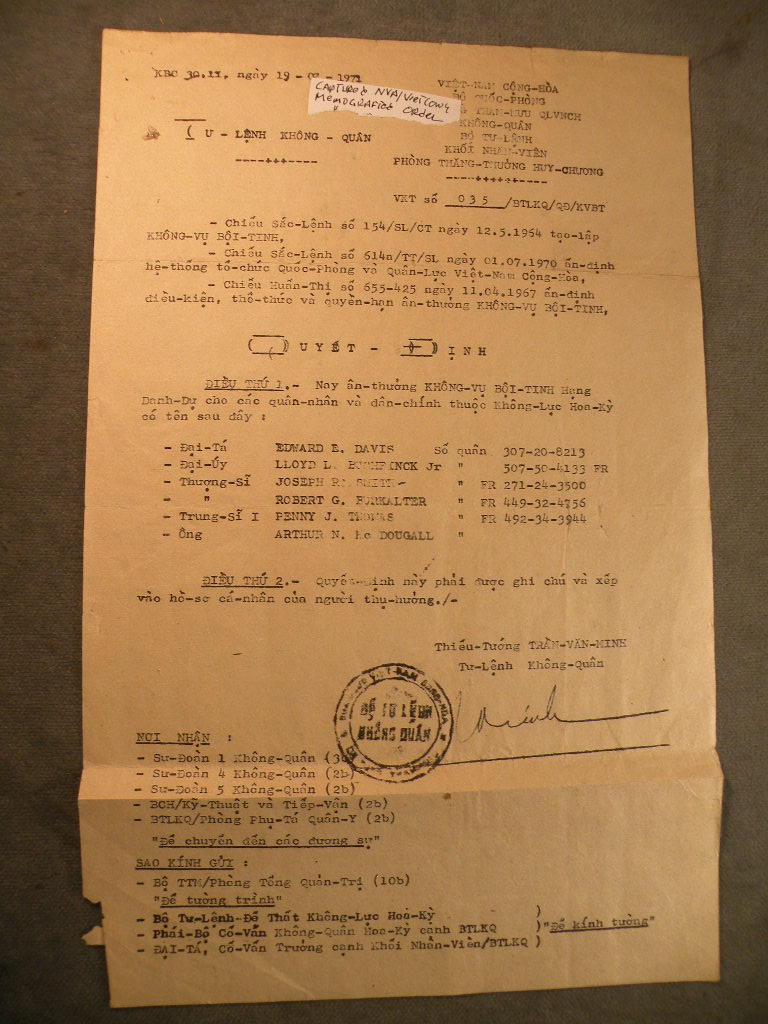 KBC 30.11, ngày 19 - - 1971
CAPTURED NVA/VIET CONG
MEMOGRAFED ORDER
VIỆT-NAM CỘNG-HÒA
BỘ QUỐC-PHÒNG
THAM-MƯU QLVNCH
KHÔNG-QUÂN
BỘ TƯ-LỆNH
KHỐI NHÂN-VIÊN
PHÒNG THĂNG-THƯỞNG HUY-CHƯƠNG
-----+++-----
Ư - LỆNH KHÔNG - QUÂN
-----+++-----
VKT số 035 /BTLKQ/QĐ/KVBT
- Chiếu Sắc-Lệnh số 154/SL/CT ngày 12.5.1964 tạo-lập
KHÔNG-VỤ BỘI-TINH,
- Chiếu Sắc-Lệnh số 614a/TT/SL ngày 01.07.1970 ấn-định
hệ-thống tổ-chức Quốc-Phòng và Quân-Lực Việt-Nam Cộng-Hòa,
- Chiếu Huấn-Thị số 655-425 ngày 11.04.1967 ấn-định
điều-kiện, thể-thức và quyền-hạn ân-thưởng KHÔNG-VỤ BỘI-TINH,
UYẾT - ĐỊNH
ĐIỀU THỨ 1.- Nay ân-thưởng KHÔNG-VỤ BỘI-TINH Hạng
Danh-Dự cho các quân-nhân và dân-chính thuộc Không-Lực Hoa-Kỳ
có tên sau đây :
- Đại-Tá EDWARD E. DAVIS Số quân 307-20-8213
- Đại-Úy LLOYD L. Jr " 507-50-4133 FR
- Thượng-Sĩ JOSEPH SMITH " FR 271-24-3500
- " ROBERT G. BURKALTER " FR 449-32-4756
- Trung-Sĩ I PENNY J. THOMAS " FR 492-34-3944
- Ông ARTHUR N. Mc DOUGALL "
ĐIỀU THỨ 2.- Quyết-Định này phải được ghi chú và xếp
vào hồ-sơ cá-nhân của người thụ-hưởng./-
Thiếu-Tướng TRẦN-VĂN-MINH
Tư-Lệnh Không-Quân
BỘ TƯ LỆNH
KHÔNG QUÂN
NƠI NHẬN :
- Sư-Đoàn 1 Không-Quân
- Sư-Đoàn 4 Không-Quân (2b)
- Sư-Đoàn 5 Không-Quân (2b)
- BCH/Kỹ-Thuật và Tiếp-Vận (2b)
- BTLKQ/Phòng Phụ-Tá Quân-Y (2b)
"Để chuyển đến các đương sự"
SAO KÍNH GỬI :
- Bộ TTM/Phòng Tổng Quản-Trị (10b)
"Để tường trình"
- Bộ Tư-Lệnh-Đệ Thất Không-Lực Hoa-Kỳ )
- Phái-Bộ Cố-Vấn Không-Quân Hoa-Kỳ cạnh BTLKQ )"Để kính tường"
- ĐẠI-TÁ, Cố-Vấn Trưởng cạnh Khối Nhân-Viên/BTLKQ )